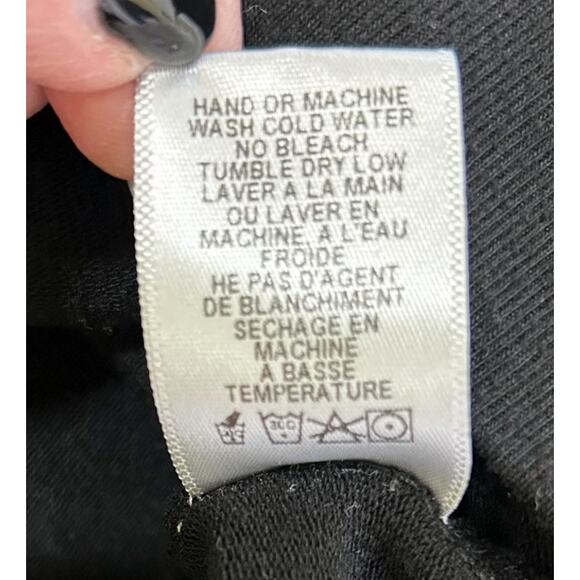 HAND OR MACHINE
WASH COLD WATER
NO BLEACH
TUMBLE DRY LOW
LAVER A LA MAIN
OU LAVER EN
MACHINE, A L'EAU
FROIDE
HE PAS D'AGENT
DE BLANCHIMENT
SECHAGE EN
MACHINE
A BASSE
TEMPERATURE
30C